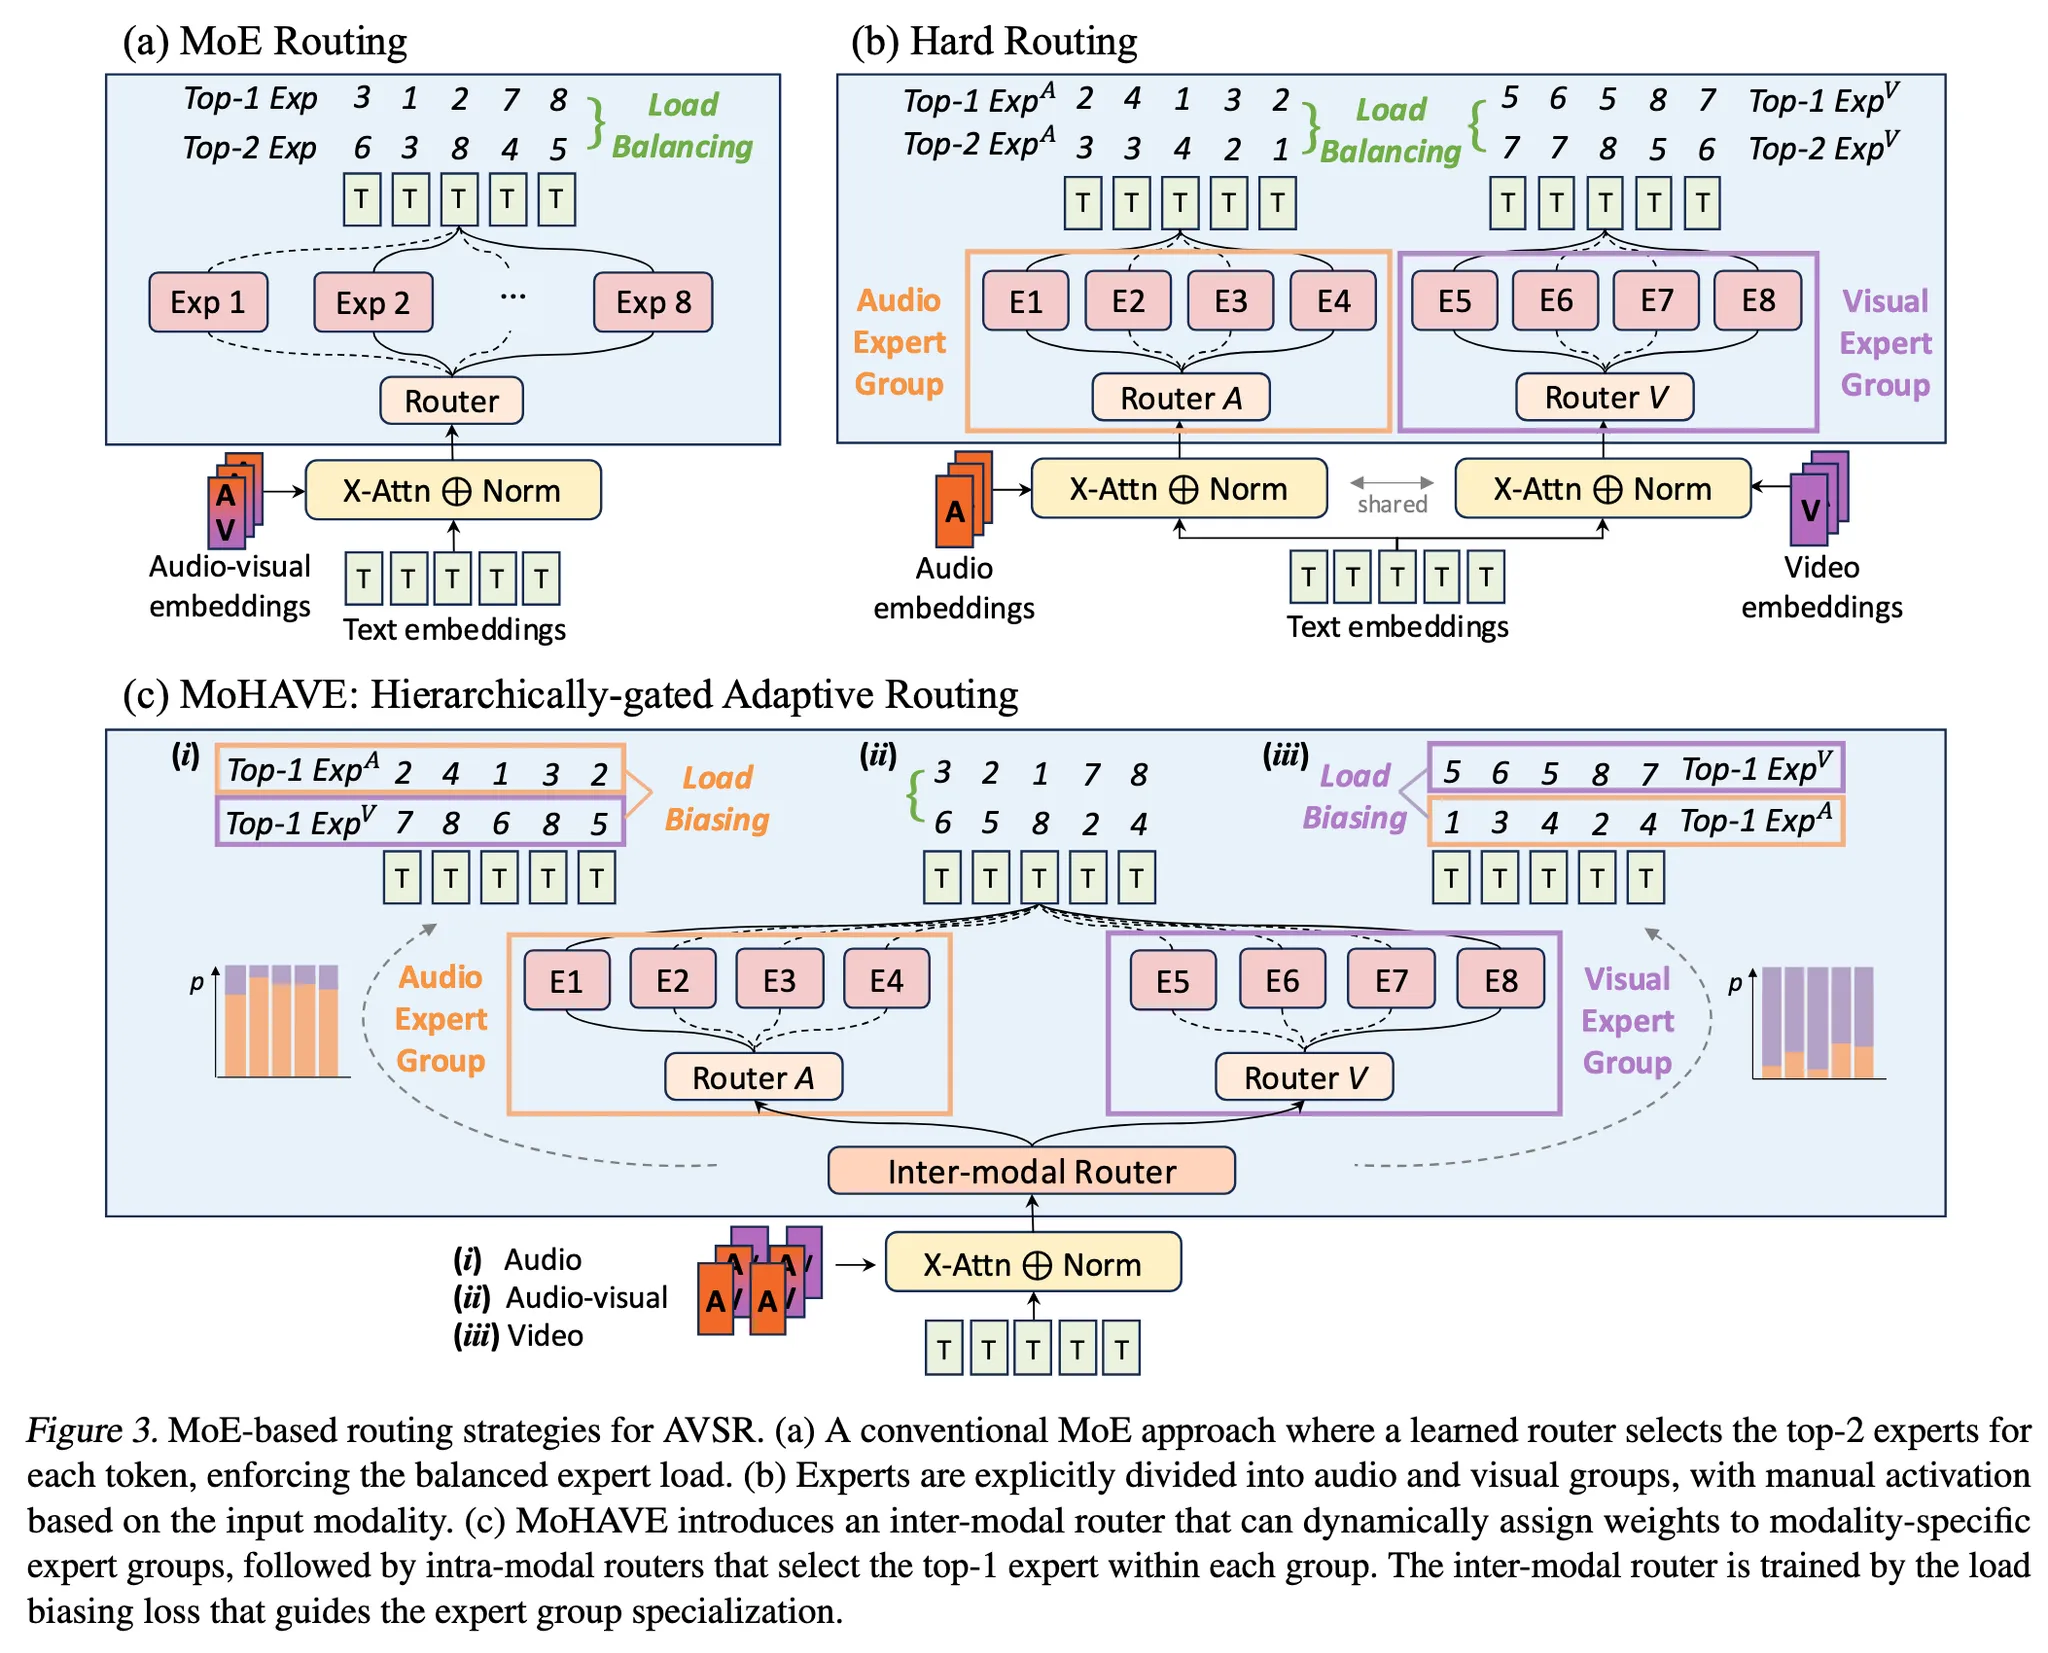 (a) MoE Routing
Top-1 Exp 3 1 2 7 8
Top-2 Exp 6 3 8 4 5
Load
Balancing
T T T T T
Exp 1 Exp 2 ... Exp 8
Router
X-Attn ⊕ Norm
A
A
A
V
Audio-visual
embeddings
T T T T T
Text embeddings
(b) Hard Routing
Top-1 Exp^A 2 4 1 3 2
Top-2 Exp^A 3 3 4 2 1
Load
Balancing
5 6 5 8 7 Top-1 Exp^V
7 7 8 5 6 Top-2 Exp^V
T T T T T
T T T T T
Audio
Expert
Group
E1 E2 E3 E4
Router A
E5 E6 E7 E8
Router V
Visual
Expert
Group
X-Attn ⊕ Norm
shared
X-Attn ⊕ Norm
A
Audio
embeddings
T T T T T
Text embeddings
V
Video
embeddings
(c) MoHAVE: Hierarchically-gated Adaptive Routing
(i)
Top-1 Exp^A 2 4 1 3 2
Top-1 Exp^V 7 8 6 8 5
Load
Biasing
T T T T T
(ii)
3 2 1 7 8
6 5 8 2 4
T T T T T
(iii)
Load
Biasing
5 6 5 8 7 Top-1 Exp^V
1 3 4 2 4 Top-1 Exp^A
T T T T T
p
Audio
Expert
Group
E1 E2 E3 E4
Router A
E5 E6 E7 E8
Router V
Visual
Expert
Group
p
Inter-modal Router
(i) Audio
(ii) Audio-visual
(iii) Video
A V A V
A V A V
X-Attn ⊕ Norm
T T T T T
Figure 3. MoE-based routing strategies for AVSR. (a) A conventional MoE approach where a learned router selects the top-2 experts for
each token, enforcing the balanced expert load. (b) Experts are explicitly divided into audio and visual groups, with manual activation
based on the input modality. (c) MoHAVE introduces an inter-modal router that can dynamically assign weights to modality-specific
expert groups, followed by intra-modal routers that select the top-1 expert within each group. The inter-modal router is trained by the load
biasing loss that guides the expert group specialization.